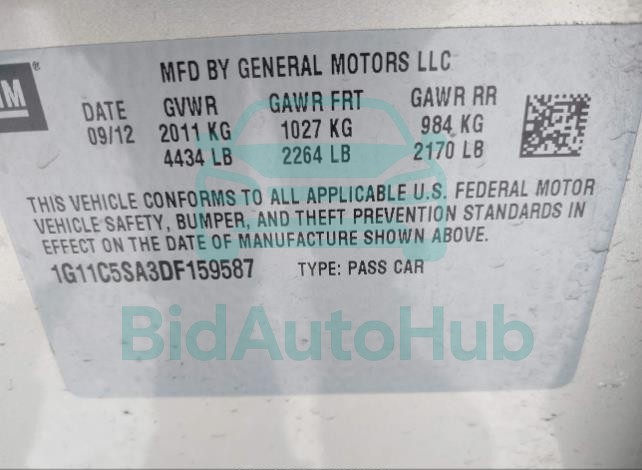 MFD BY GENERAL MOTORS LLC
GM®
DATE GVWR GAWR FRT GAWR RR
09/12 2011 KG 1027 KG 984 KG
4434 LB 2264 LB 2170 LB
THIS VEHICLE CONFORMS TO ALL APPLICABLE U.S. FEDERAL MOTOR
VEHICLE SAFETY, BUMPER, AND THEFT PREVENTION STANDARDS IN
EFFECT ON THE DATE OF MANUFACTURE SHOWN ABOVE.
1G11C5SA3DF159587 TYPE: PASS CAR
BidAutoHub